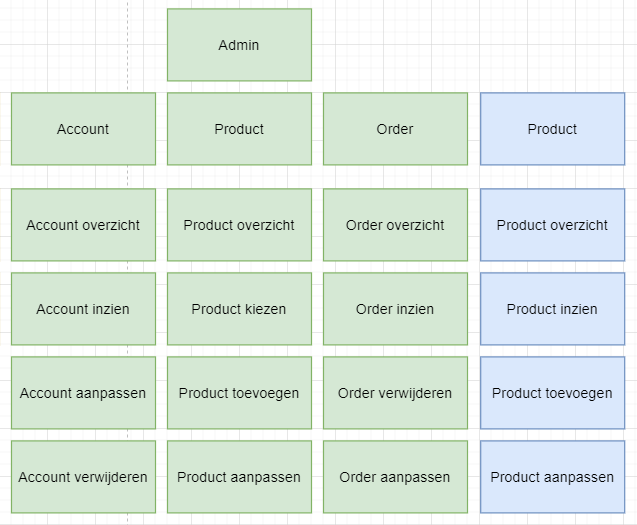 Admin
Account
Product
Order
Product
Account overzicht
Product overzicht
Order overzicht
Product overzicht
Account inzien
Product kiezen
Order inzien
Product inzien
Account aanpassen
Product toevoegen
Order verwijderen
Product toevoegen
Account verwijderen
Product aanpassen
Order aanpassen
Product aanpassen